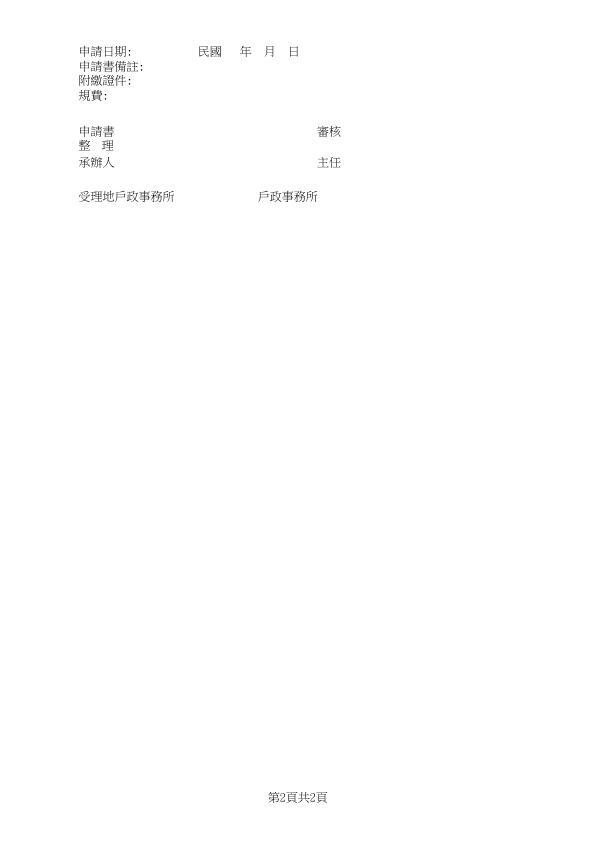 申請日期: 民國 年 月 日
申請書備註:
附繳證件:
規費:
申請書 審核
整 理
承辦人 主任
受理地戶政事務所 戶政事務所
第2頁共2頁